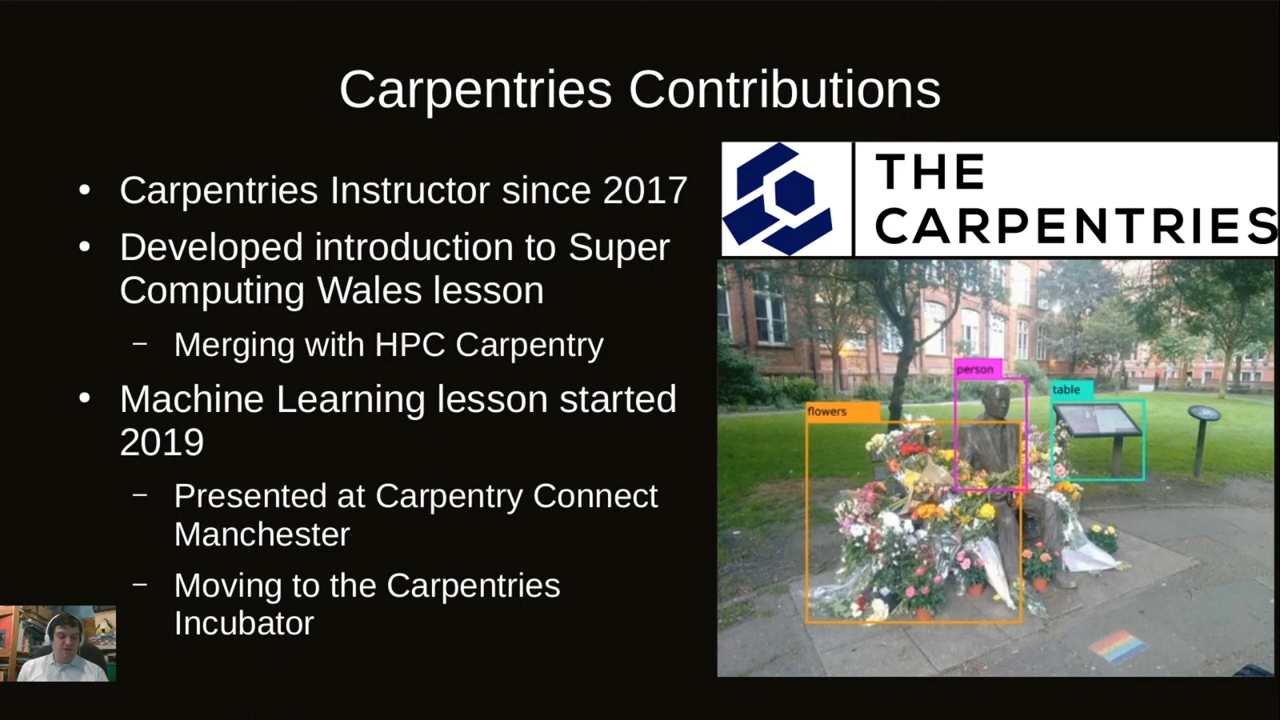 Carpentries Contributions
● Carpentries Instructor since 2017
● Developed introduction to Super
Computing Wales lesson
– Merging with HPC Carpentry
● Machine Learning lesson started
2019
– Presented at Carpentry Connect
Manchester
– Moving to the Carpentries
Incubator
THE
CARPENTRIES
person
table
flowers